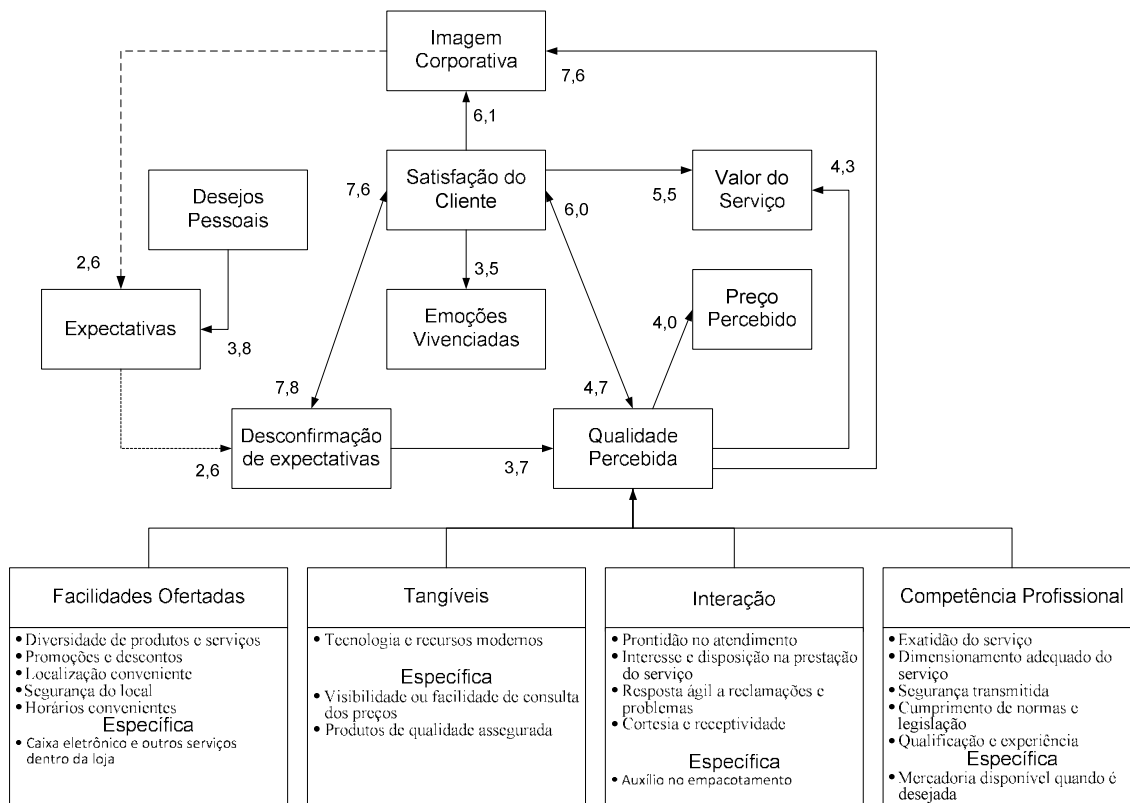 Imagem
Corporativa
7,6
6,1
Satisfação do
Cliente
7,6
6,0
Valor do
Serviço
4,3
5,5
Desejos
Pessoais
2,6
3,5
Expectativas
3,8
Emoções
Vivenciadas
Preço
Percebido
4,0
7,8
4,7
Desconfirmação
de expectativas
2,6
3,7
Qualidade
Percebida
Facilidades Ofertadas
• Diversidade de produtos e serviços
• Promoções e descontos
• Localização conveniente
• Segurança do local
• Horários convenientes
Específica
• Caixa eletrônico e outros serviços
dentro da loja
Tangíveis
• Tecnologia e recursos modernos
Específica
• Visibilidade ou facilidade de consulta
dos preços
• Produtos de qualidade assegurada
Interação
• Prontidão no atendimento
• Interesse e disposição na prestação
do serviço
• Resposta ágil a reclamações e
problemas
• Cortesia e receptividade
Específica
• Auxílio no empacotamento
Competência Profissional
• Exatidão do serviço
• Dimensionamento adequado do
serviço
• Segurança transmitida
• Cumprimento de normas e
legislação
• Qualificação e experiência
Específica
• Mercadoria disponível quando é
desejada